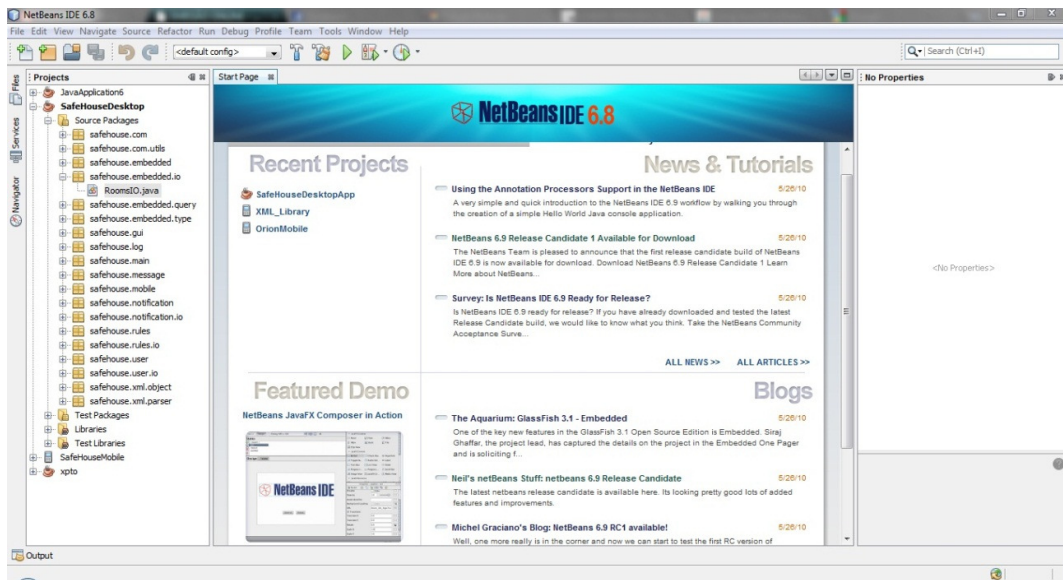 NetBeans IDE 6.8
File Edit View Navigate Source Refactor Run Debug Profile Team Tools Window Help
<default config>
Search (Ctrl+I)
Files
Services
Navigator
Projects
JavaApplication6
SafeHouseDesktop
Source Packages
safehouse.com
safehouse.com.utils
safehouse.embedded
safehouse.embedded.io
RoomsIO.java
safehouse.embedded.query
safehouse.embedded.type
safehouse.gui
safehouse.log
safehouse.main
safehouse.message
safehouse.mobile
safehouse.notification
safehouse.notification.io
safehouse.rules
safehouse.rules.io
safehouse.user
safehouse.user.io
safehouse.xml.object
safehouse.xml.parser
Test Packages
Libraries
Test Libraries
SafeHouseMobile
xpto
Start Page
NetBeans IDE 6.8
Recent Projects
SafeHouseDesktopApp
XML_Library
OrionMobile
News & Tutorials
Using the Annotation Processors Support in the NetBeans IDE 5/26/10
A very simple and quick introduction to the NetBeans IDE 6.9 workflow by walking you through
the creation of a simple Hello World Java console application.
NetBeans 6.9 Release Candidate 1 Available for Download 5/26/10
The NetBeans Team is pleased to announce that the first release candidate build of NetBeans
IDE 6.9 is now available for download. Download NetBeans 6.9 Release Candidate 1 Learn
More about NetBeans...
Survey: Is NetBeans IDE 6.9 Ready for Release? 5/26/10
Is NetBeans IDE 6.9 ready for release? If you have already downloaded and tested the latest
Release Candidate build, we would like to know what you think. Take the NetBeans Community
Acceptance Surve...
ALL NEWS >> ALL ARTICLES >>
Featured Demo
NetBeans JavaFX Composer in Action
NetBeans IDE
Blogs
The Aquarium: GlassFish 3.1 - Embedded 5/26/10
One of the key new features in the GlassFish 3.1 Open Source Edition is Embedded. Siraj
Ghaffar, the project lead, has captured the details on the project in the Embedded One Pager
and is soliciting f...
Neil's netBeans Stuff: netbeans 6.9 Release Candidate 5/26/10
The latest netbeans release candidate is available here. Its looking pretty good lots of added
features and improvements.
Michel Graciano's Blog: NetBeans 6.9 RC1 available! 5/26/10
Well, one more really is in the corner and now we can start to test the first RC version of
No Properties
<No Properties>
Output